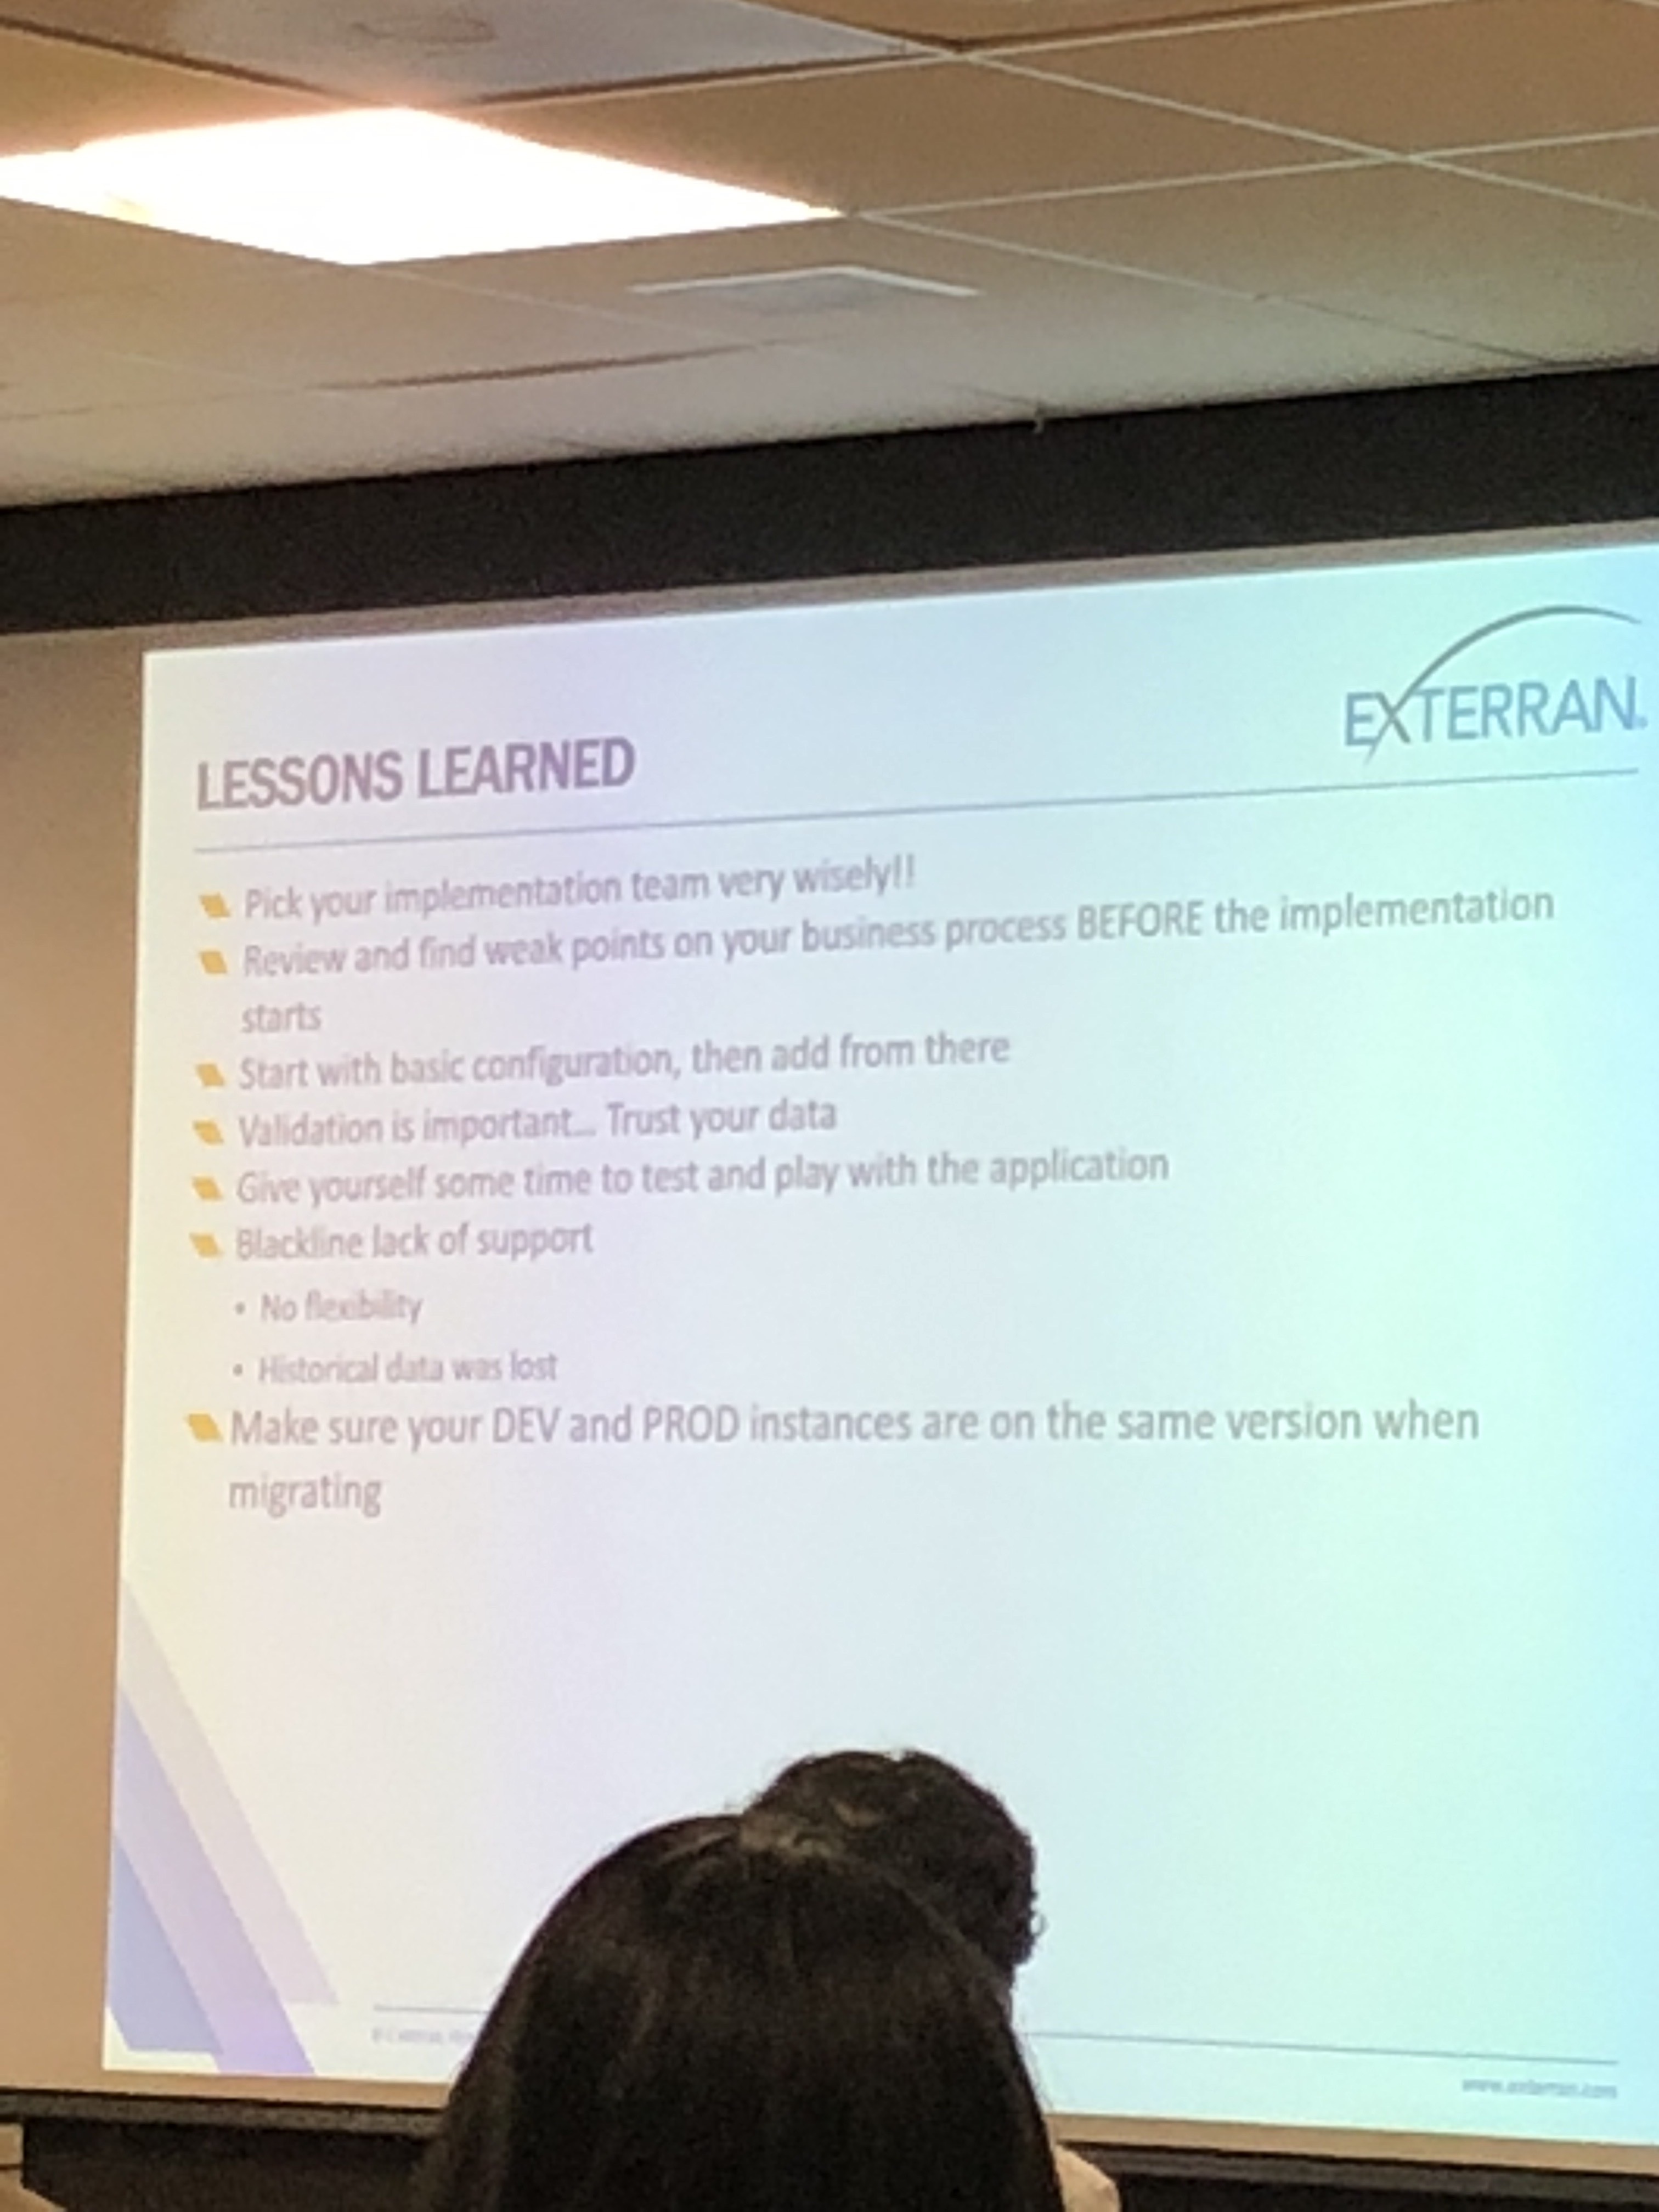 EXTERRAN
LESSONS LEARNED
Pick your implementation team very wisely!!
Review and find weak points on your business process BEFORE the implementation
starts
Start with basic configuration, then add from there
Validation is important... Trust your data
Give yourself some time to test and play with the application
Blackline lack of support
• No flexibility
• Historical data was lost
Make sure your DEV and PROD instances are on the same version when
migrating
www.exterran.com